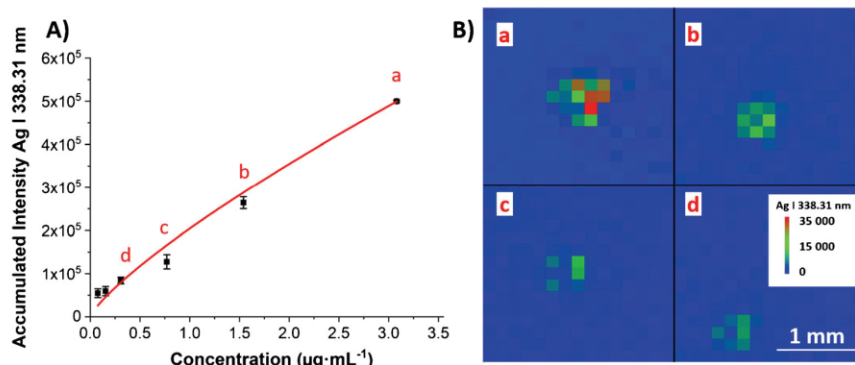 A)
Accumulated Intensity Ag I 338.31 nm
6x10⁵
5x10⁵
4x10⁵
3x10⁵
2x10⁵
1x10⁵
0
0.0 0.5 1.0 1.5 2.0 2.5 3.0 3.5
Concentration (µg·mL⁻¹)
a
b
c
d
B)
a
b
c
d
Ag I 338.31 nm
35 000
15 000
0
1 mm